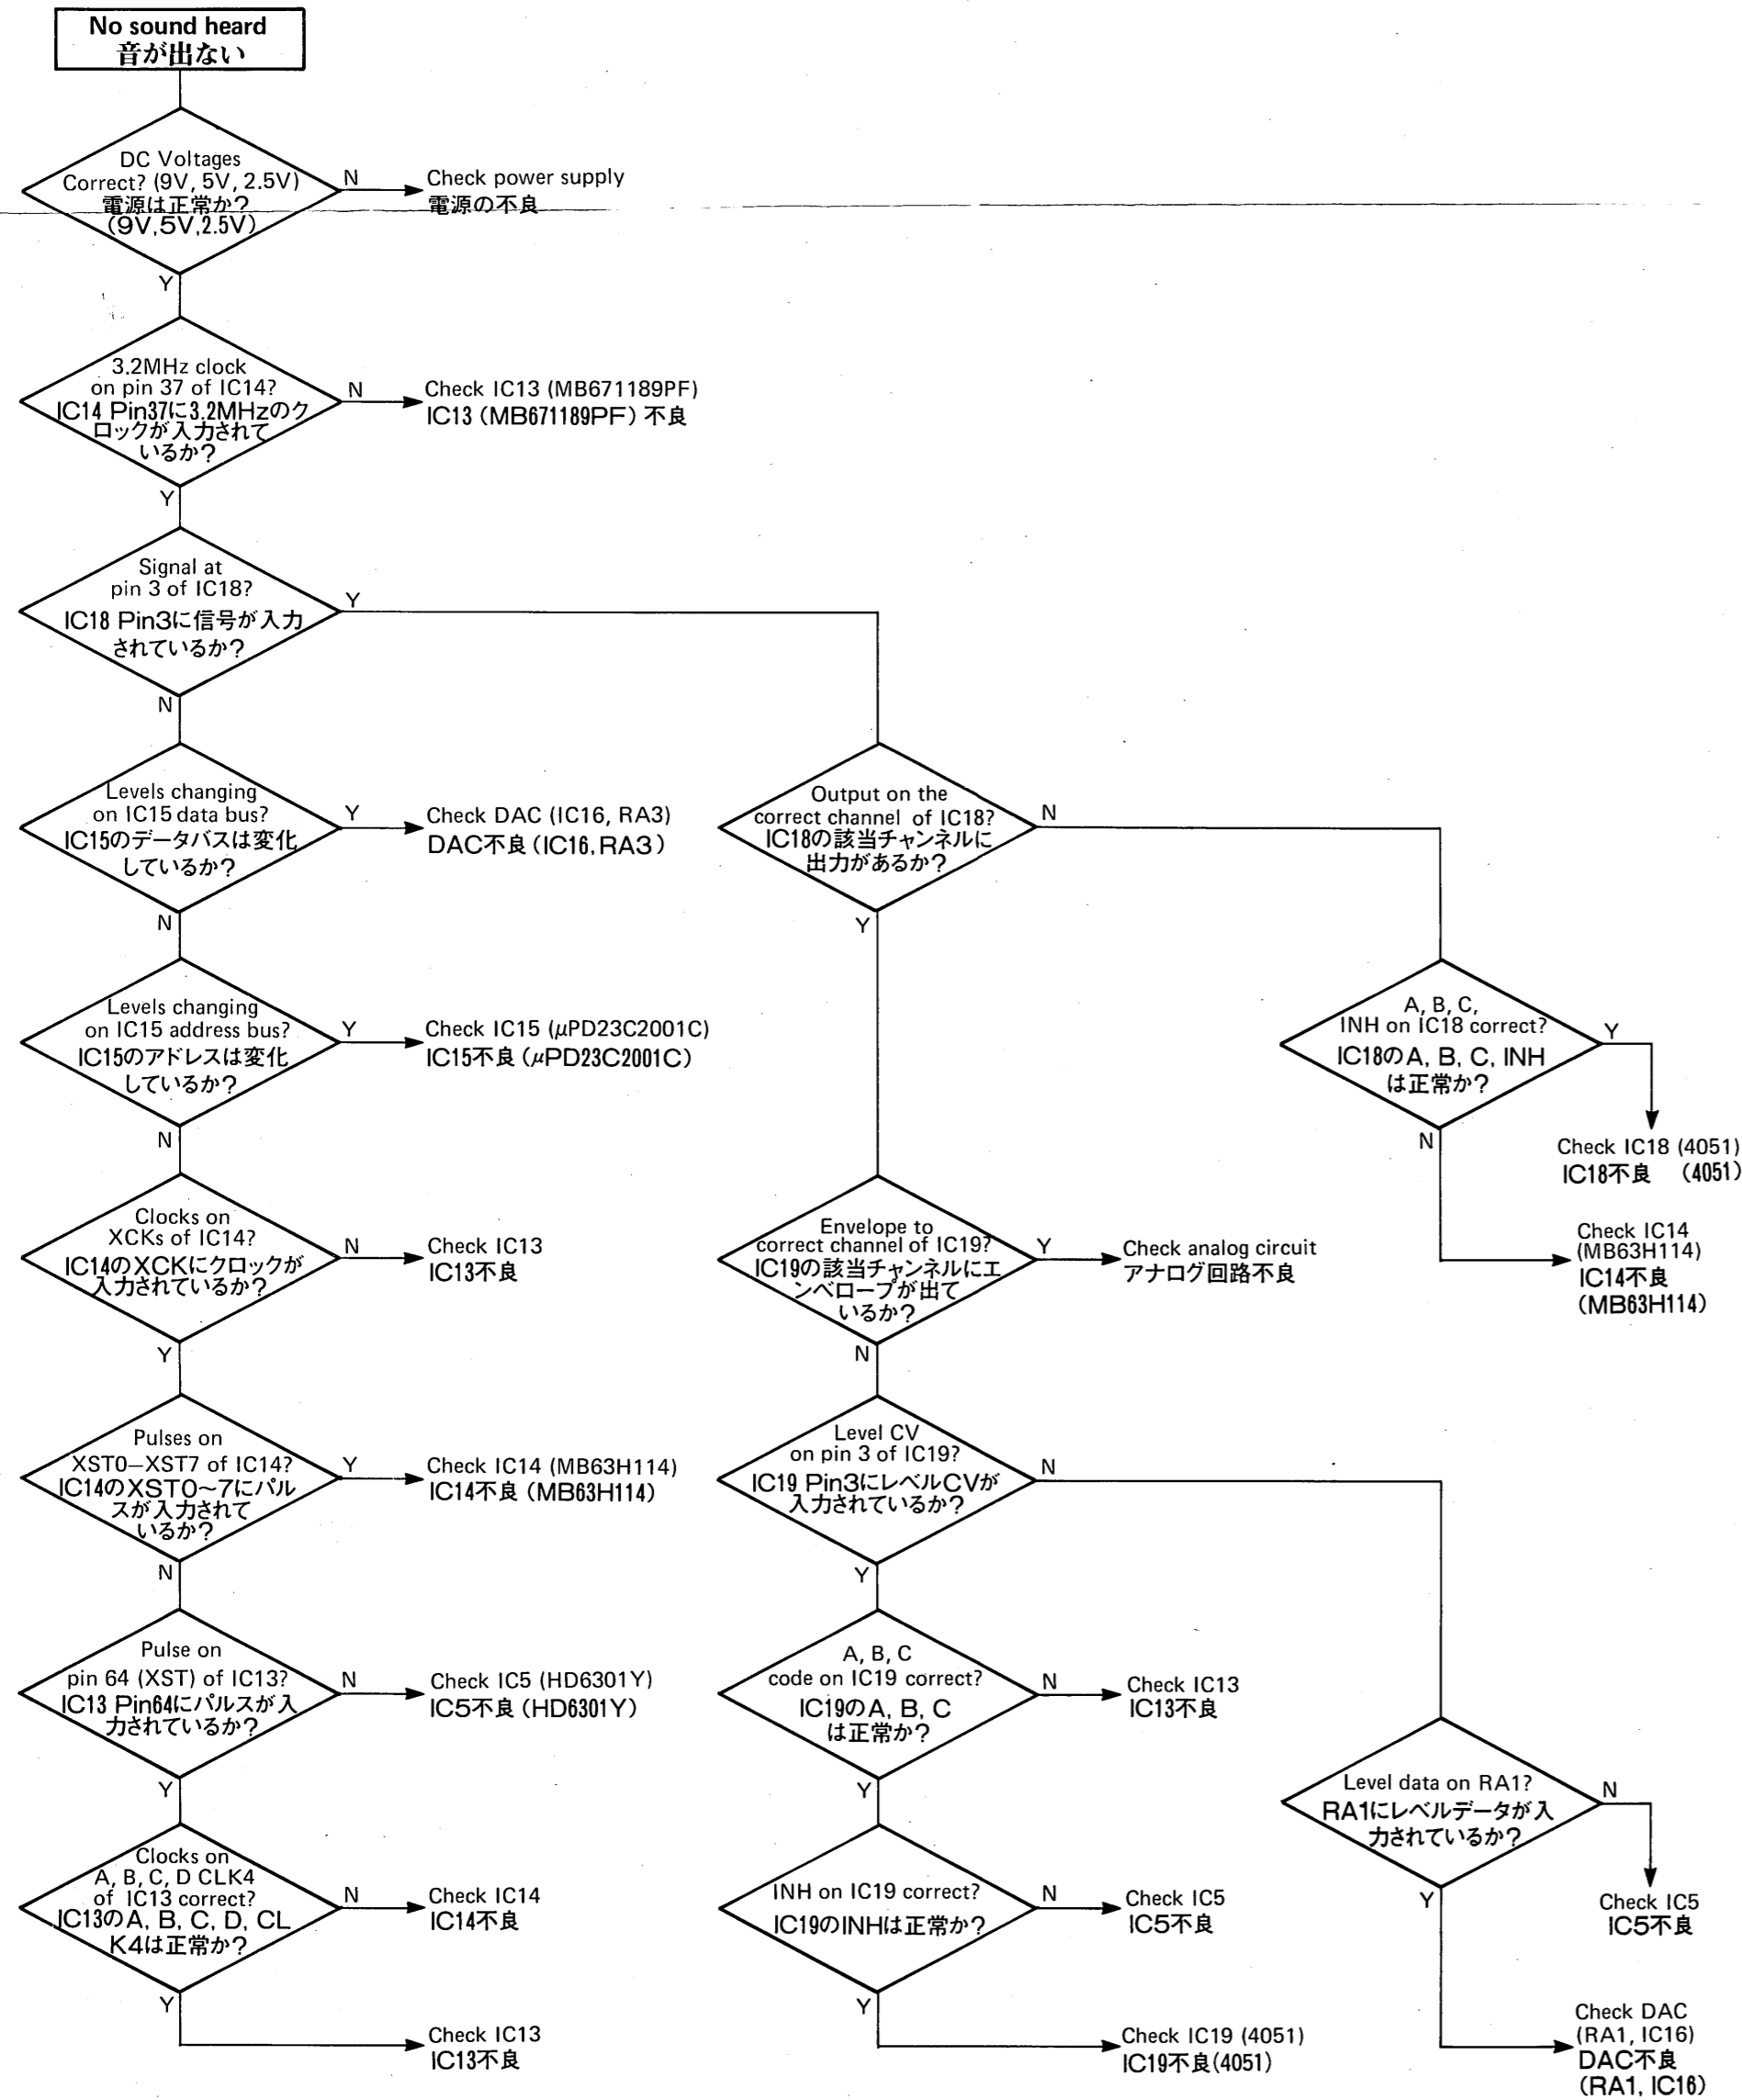 No sound heard
音が出ない
DC Voltages
Correct? (9V, 5V, 2.5V)
電源は正常か?
(9V,5V,2.5V)
N
Check power supply
電源の不良
Y
3.2MHz clock
on pin 37 of IC14?
IC14 Pin37に3.2MHzのク
ロックが入力されて
いるか?
N
Check IC13 (MB671189PF)
IC13 (MB671189PF) 不良
Y
Signal at
pin 3 of IC18?
IC18 Pin3に信号が入力
されているか?
Y
N
Levels changing
on IC15 data bus?
IC15のデータバスは変化
しているか?
Y
Check DAC (IC16, RA3)
DAC不良 (IC16, RA3)
N
Levels changing
on IC15 address bus?
IC15のアドレスは変化
しているか?
Y
Check IC15 (μPD23C2001C)
IC15不良 (μPD23C2001C)
N
Clocks on
XCKs of IC14?
IC14のXCKにクロックが
入力されているか?
N
Check IC13
IC13不良
Y
Pulses on
XST0–XST7 of IC14?
IC14のXST0~7にパル
スが入力されて
いるか?
Y
Check IC14 (MB63H114)
IC14不良 (MB63H114)
N
Pulse on
pin 64 (XST) of IC13?
IC13 Pin64にパルスが入
力されているか?
N
Check IC5 (HD6301Y)
IC5不良 (HD6301Y)
Y
Clocks on
A, B, C, D CLK4
of IC13 correct?
IC13のA, B, C, D, CL
K4は正常か?
N
Check IC14
IC14不良
Y
Check IC13
IC13不良
Output on the
correct channel of IC18?
IC18の該当チャンネルに
出力があるか?
N
Y
A, B, C,
INH on IC18 correct?
IC18のA, B, C, INH
は正常か?
Y
Check IC18 (4051)
IC18不良 (4051)
N
Check IC14
(MB63H114)
IC14不良
(MB63H114)
Envelope to
correct channel of IC19?
IC19の該当チャンネルにエ
ンベロープが出て
いるか?
Y
Check analog circuit
アナログ回路不良
N
Level CV
on pin 3 of IC19?
IC19 Pin3にレベルCVが
入力されているか?
N
Y
A, B, C
code on IC19 correct?
IC19のA, B, C
は正常か?
N
Check IC13
IC13不良
Y
INH on IC19 correct?
IC19のINHは正常か?
N
Check IC5
IC5不良
Y
Check IC19 (4051)
IC19不良(4051)
Level data on RA1?
RA1にレベルデータが入
力されているか?
N
Check IC5
IC5不良
Y
Check DAC
(RA1, IC16)
DAC不良
(RA1, IC16)